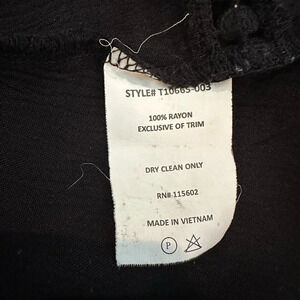 STYLE# T10665-003
100% RAYON
EXCLUSIVE OF TRIM
DRY CLEAN ONLY
RN# 115602
MADE IN VIETNAM
P